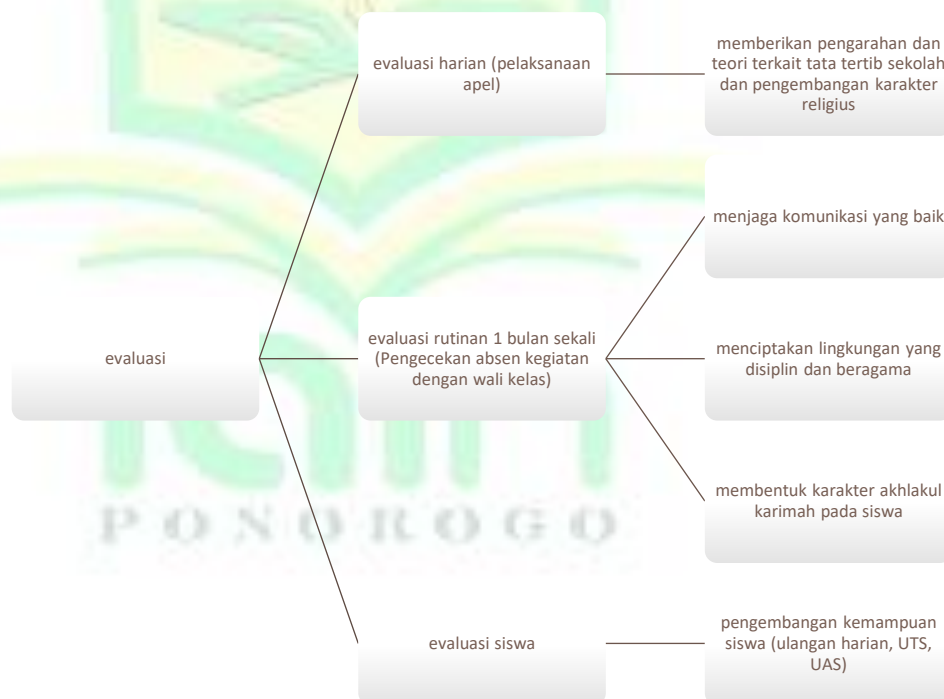 evaluasi harian (pelaksanaan
apel)
memberikan pengarahan dan
teori terkait tata tertib sekolah
dan pengembangan karakter
religius
menjaga komunikasi yang baik
evaluasi
evaluasi rutinan 1 bulan sekali
(Pengecekan absen kegiatan
dengan wali kelas)
menciptakan lingkungan yang
disiplin dan beragama
membentuk karakter akhlakul
karimah pada siswa
PONOROGO
evaluasi siswa
pengembangan kemampuan
siswa (ulangan harian, UTS,
UAS)